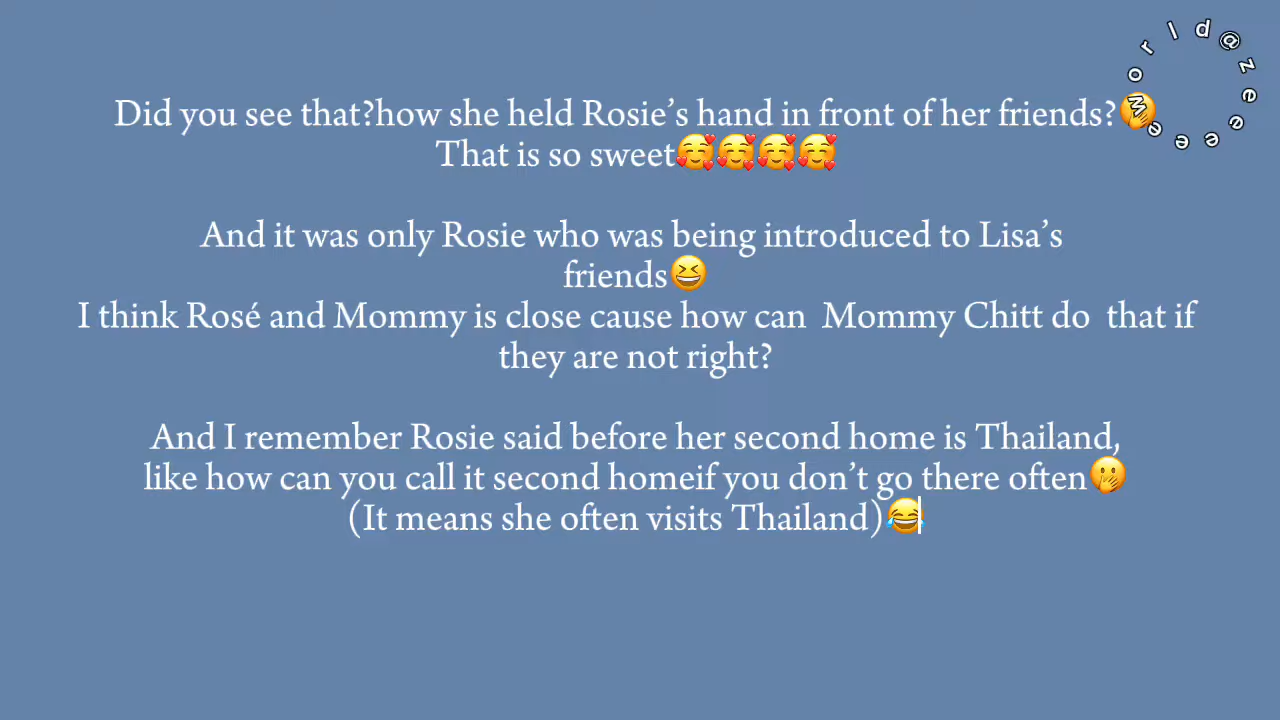 Did you see that?how she held Rosie’s hand in front of her friends?🤭
That is so sweet🥰🥰🥰🥰
And it was only Rosie who was being introduced to Lisa’s
friends😆
I think Rosé and Mommy is close cause how can  Mommy Chitt do  that if
they are not right?
And I remember Rosie said before her second home is Thailand,
like how can you call it second homeif you don’t go there often🤭
(It means she often visits Thailand)😂
@zeeeeeeWorld